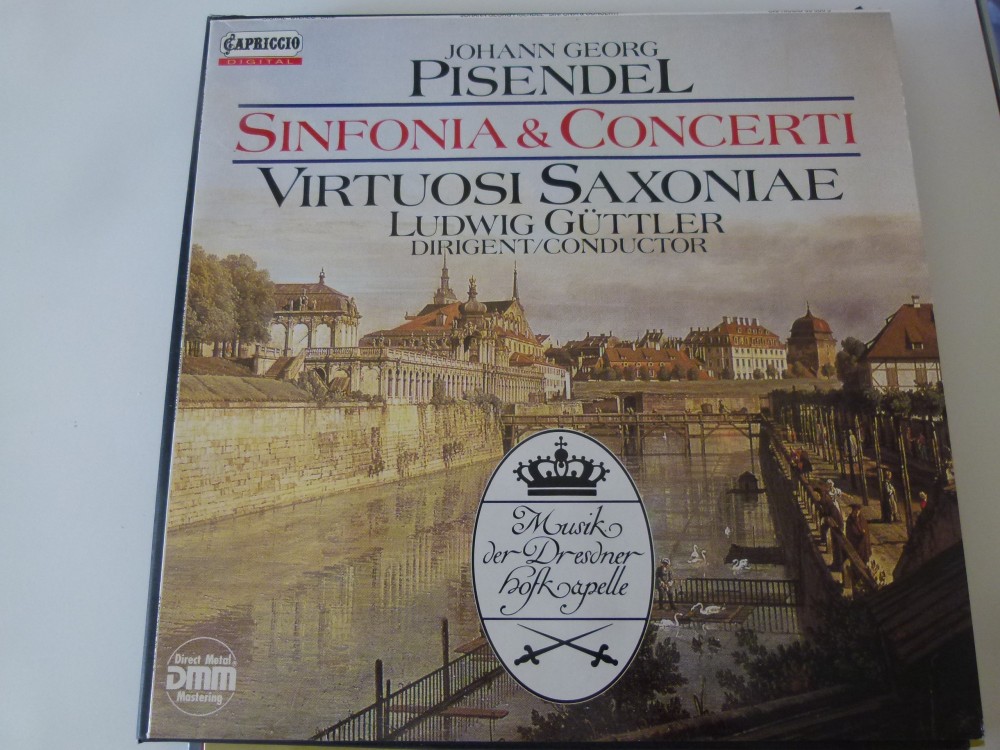 CAPRICCIO
DIGITAL
JOHANN GEORG
PISENDEL
SINFONIA & CONCERTI
VIRTUOSI SAXONIAE
LUDWIG GÜTTLER
DIRIGENT/CONDUCTOR
Musik
der Dresdner
Hofkapelle
Direct Metal
DMM
Mastering